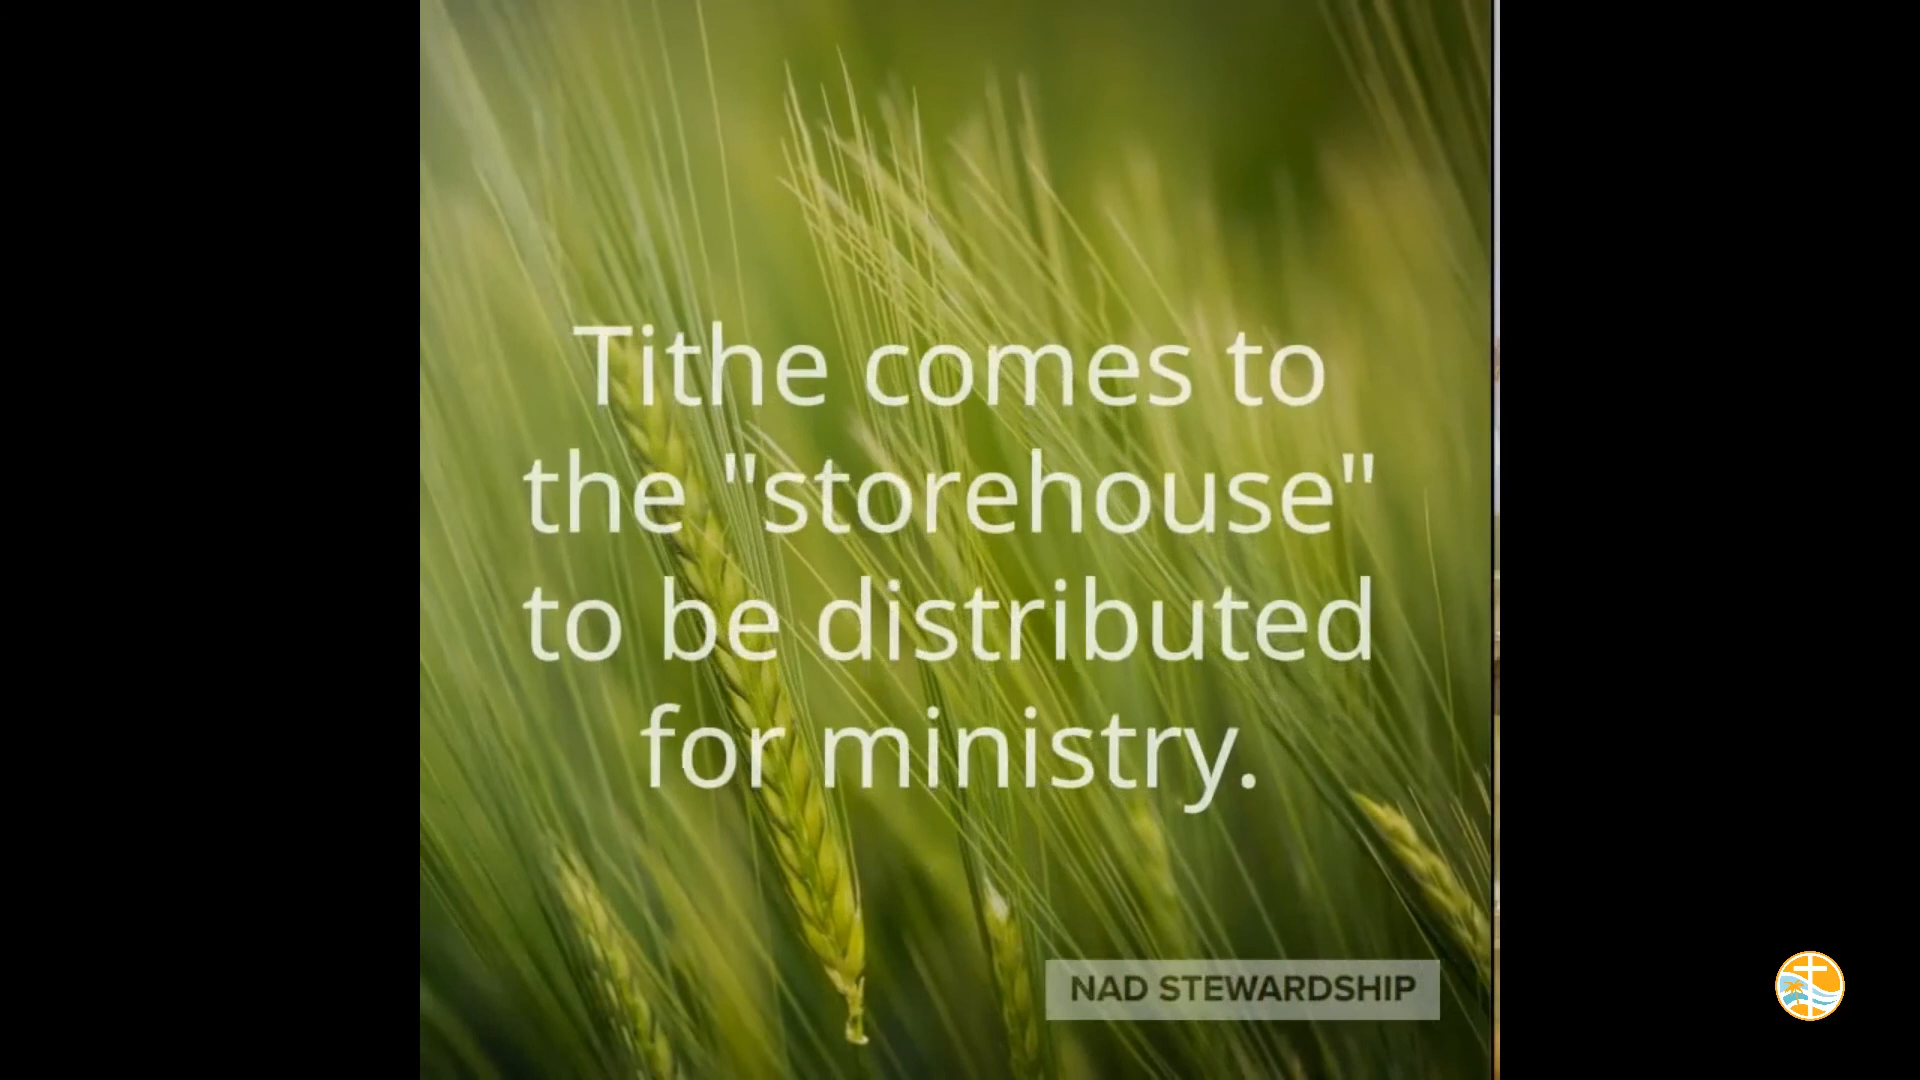 Tithe comes to
the "storehouse"
to be distributed
for ministry.
NAD STEWARDSHIP